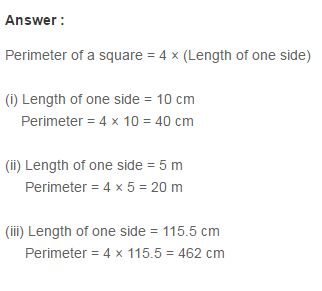 Answer :
Perimeter of a square = 4 × (Length of one side)
(i) Length of one side = 10 cm
Perimeter = 4 × 10 = 40 cm
(ii) Length of one side = 5 m
Perimeter = 4 × 5 = 20 m
(iii) Length of one side = 115.5 cm
Perimeter = 4 × 115.5 = 462 cm